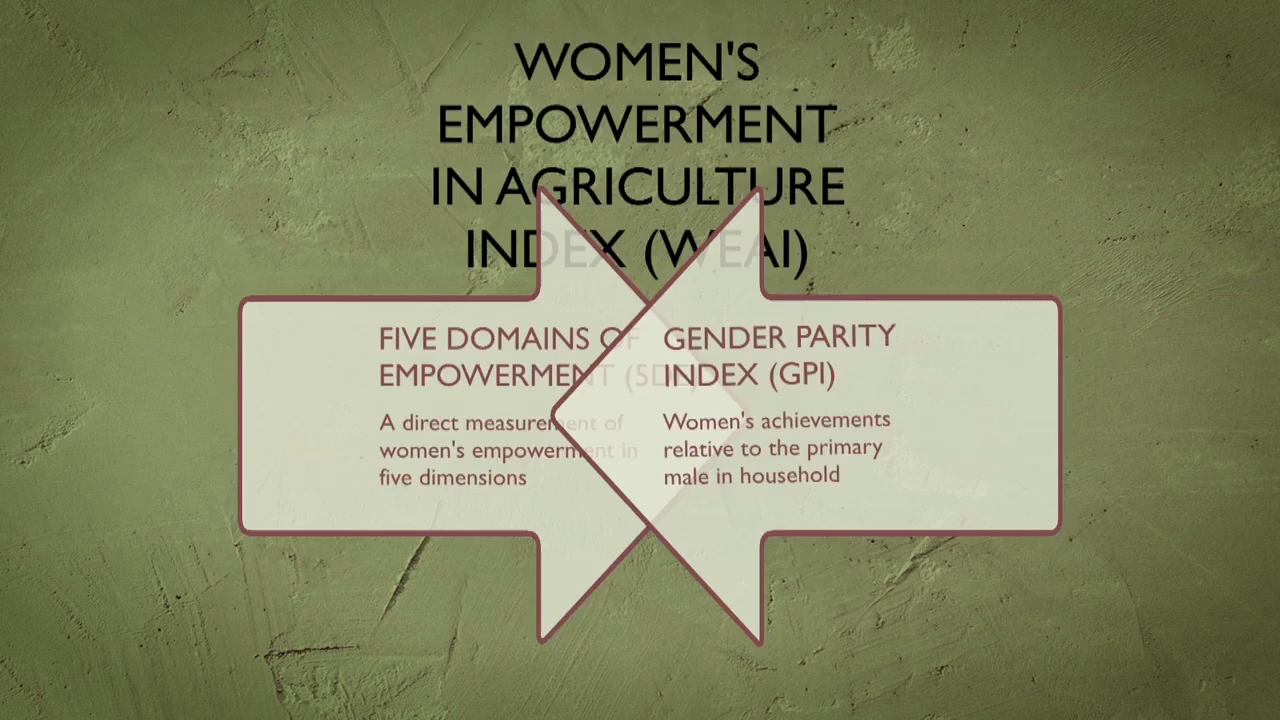 WOMEN'S
EMPOWERMENT
IN AGRICULTURE
INDEX (WEAI)
FIVE DOMAINS OF
EMPOWERMENT
A direct measurement of
women's empowerment in
five dimensions
GENDER PARITY
INDEX (GPI)
Women's achievements
relative to the primary
male in household